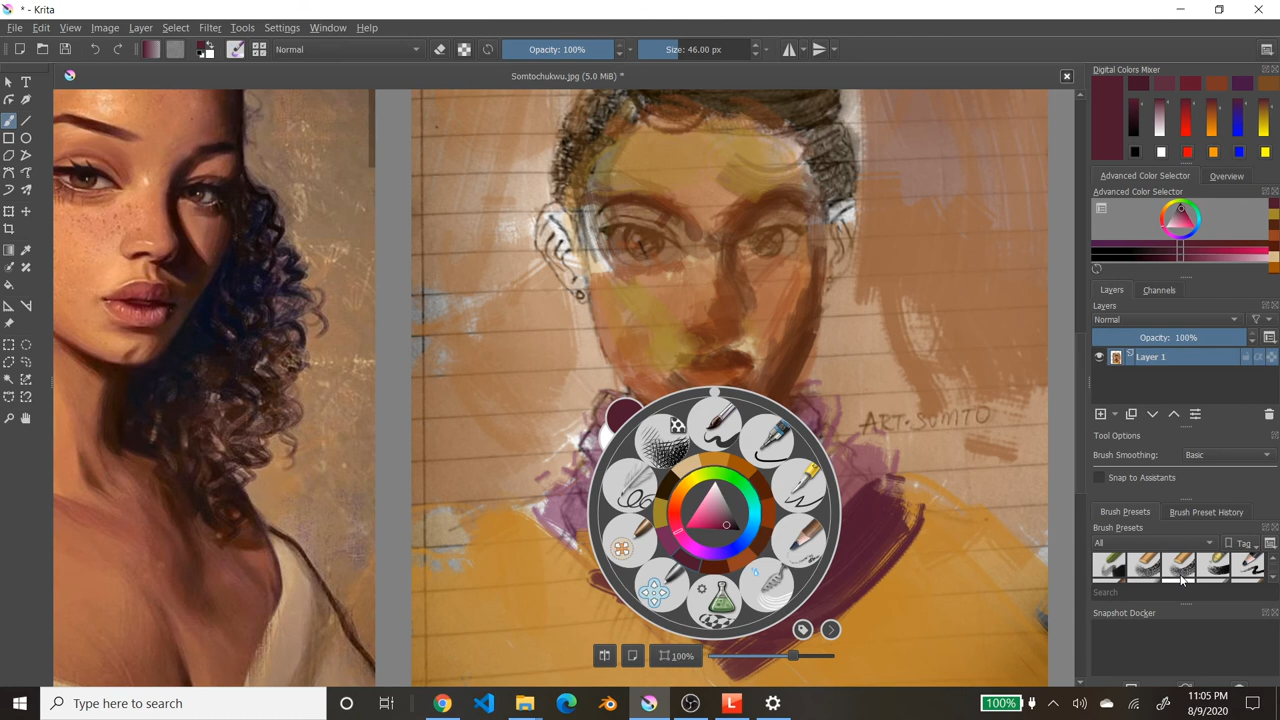 * - Krita
File Edit View Image Layer Select Filter Tools Settings Window Help
Normal Opacity: 100% Size: 46.00 px
Somtochukwu.jpg (5.0 MiB) *
Digital Colors Mixer
Advanced Color Selector Overview
Advanced Color Selector
Layers Channels
Layers
Normal
Opacity: 100%
Layer 1
Tool Options
Brush Smoothing: Basic
Snap to Assistants
Brush Presets Brush Preset History
Brush Presets
All Tag
Search
Snapshot Docker
ART.SOMTO
100%
Type here to search
100%
11:05 PM
8/9/2020